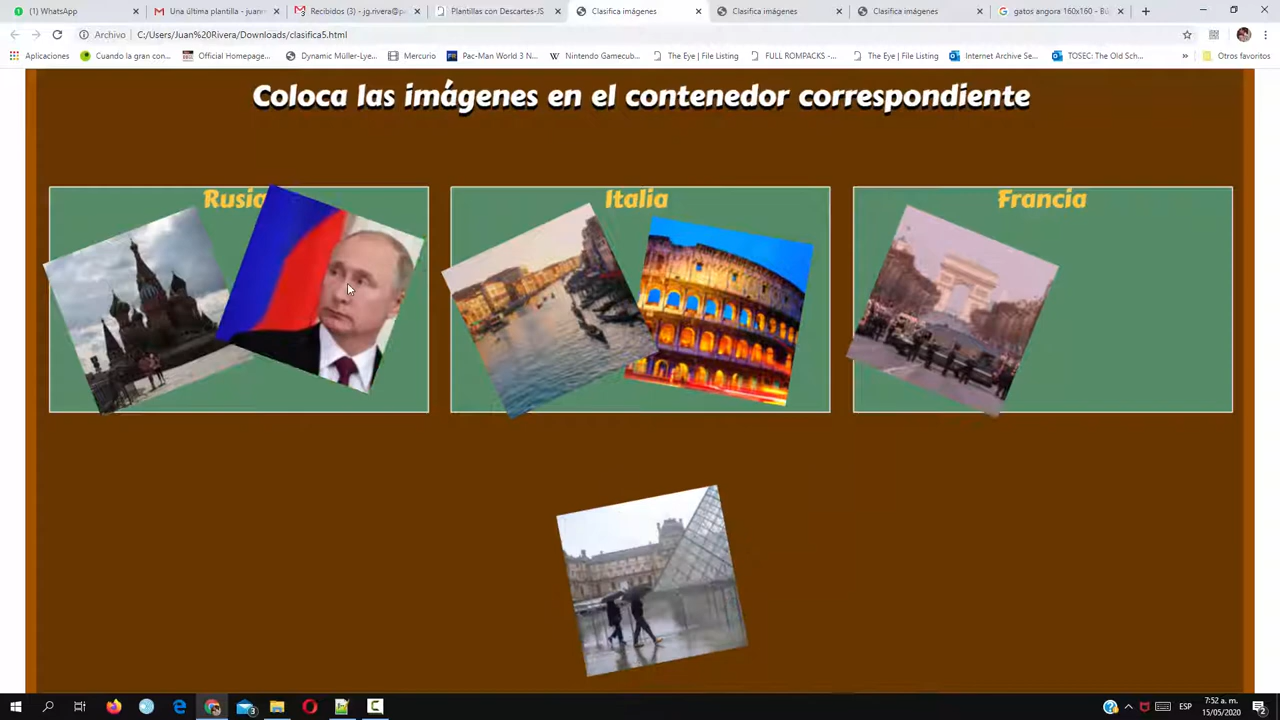 (1) WhatsApp
Una última plantilla - juane
Recibidos (3) - jg.rivera@p
Plantillas con Descartes-JS
Clasifica imágenes
Clasifica imágenes
Clasifica imágenes
gatos angora 160x160 - Bú
Archivo
C:/Users/Juan%20Rivera/Downloads/clasifica5.html
Aplicaciones
Cuando la gran con...
Official Homepage...
Dynamic Müller-Lye...
Mercurio
Pac-Man World 3 N...
Nintendo Gamecub...
The Eye | File Listing
FULL ROMPACKS -...
The Eye | File Listing
Internet Archive Se...
TOSEC: The Old Sch...
»
Otros favoritos
Coloca las imágenes en el contenedor correspondiente
Rusia
Italia
Francia
ESP
7:52 a. m.
15/05/2020